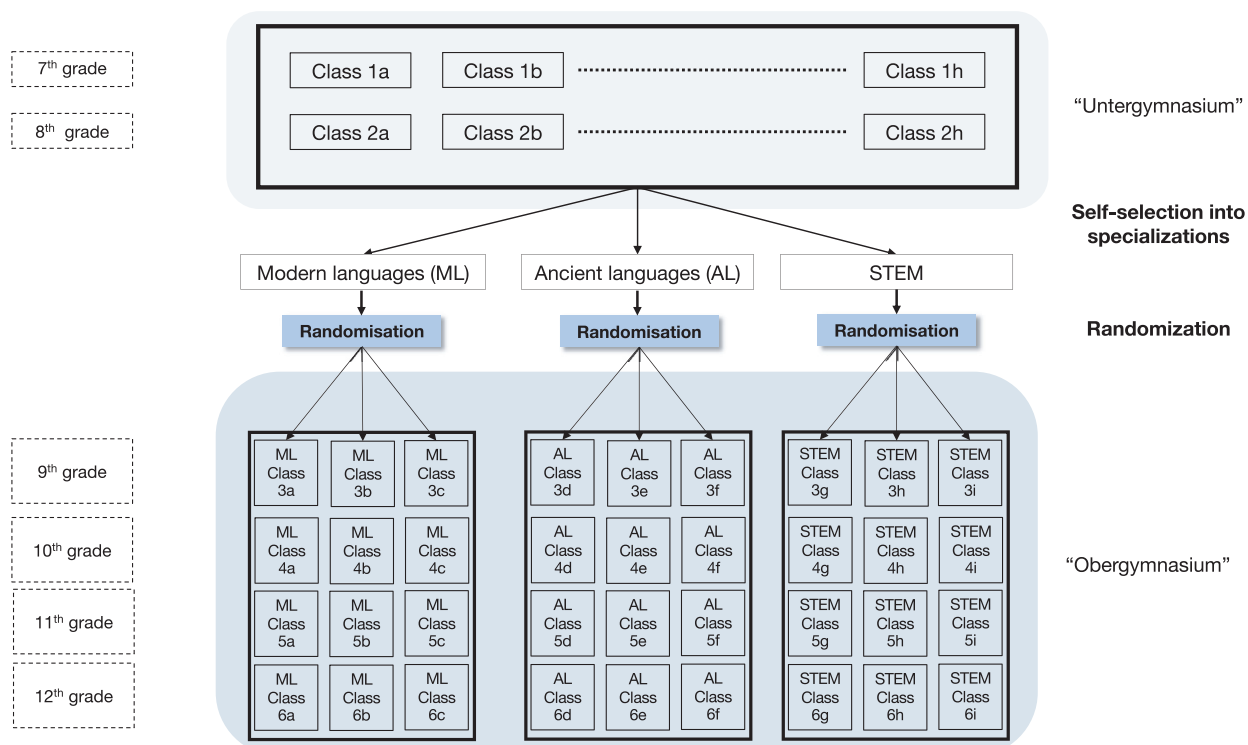 7th grade
Class 1a
Class 1b
Class 1h
8th grade
Class 2a
Class 2b
Class 2h
“Untergymnasium”
Self-selection into
specializations
Modern languages (ML)
Ancient languages (AL)
STEM
Randomisation
Randomisation
Randomisation
Randomization
9th grade
ML
Class
3a
ML
Class
3b
ML
Class
3c
AL
Class
3d
AL
Class
3e
AL
Class
3f
STEM
Class
3g
STEM
Class
3h
STEM
Class
3i
10th grade
ML
Class
4a
ML
Class
4b
ML
Class
4c
AL
Class
4d
AL
Class
4e
AL
Class
4f
STEM
Class
4g
STEM
Class
4h
STEM
Class
4i
“Obergymnasium”
11th grade
ML
Class
5a
ML
Class
5b
ML
Class
5c
AL
Class
5d
AL
Class
5e
AL
Class
5f
STEM
Class
5g
STEM
Class
5h
STEM
Class
5i
12th grade
ML
Class
6a
ML
Class
6b
ML
Class
6c
AL
Class
6d
AL
Class
6e
AL
Class
6f
STEM
Class
6g
STEM
Class
6h
STEM
Class
6i